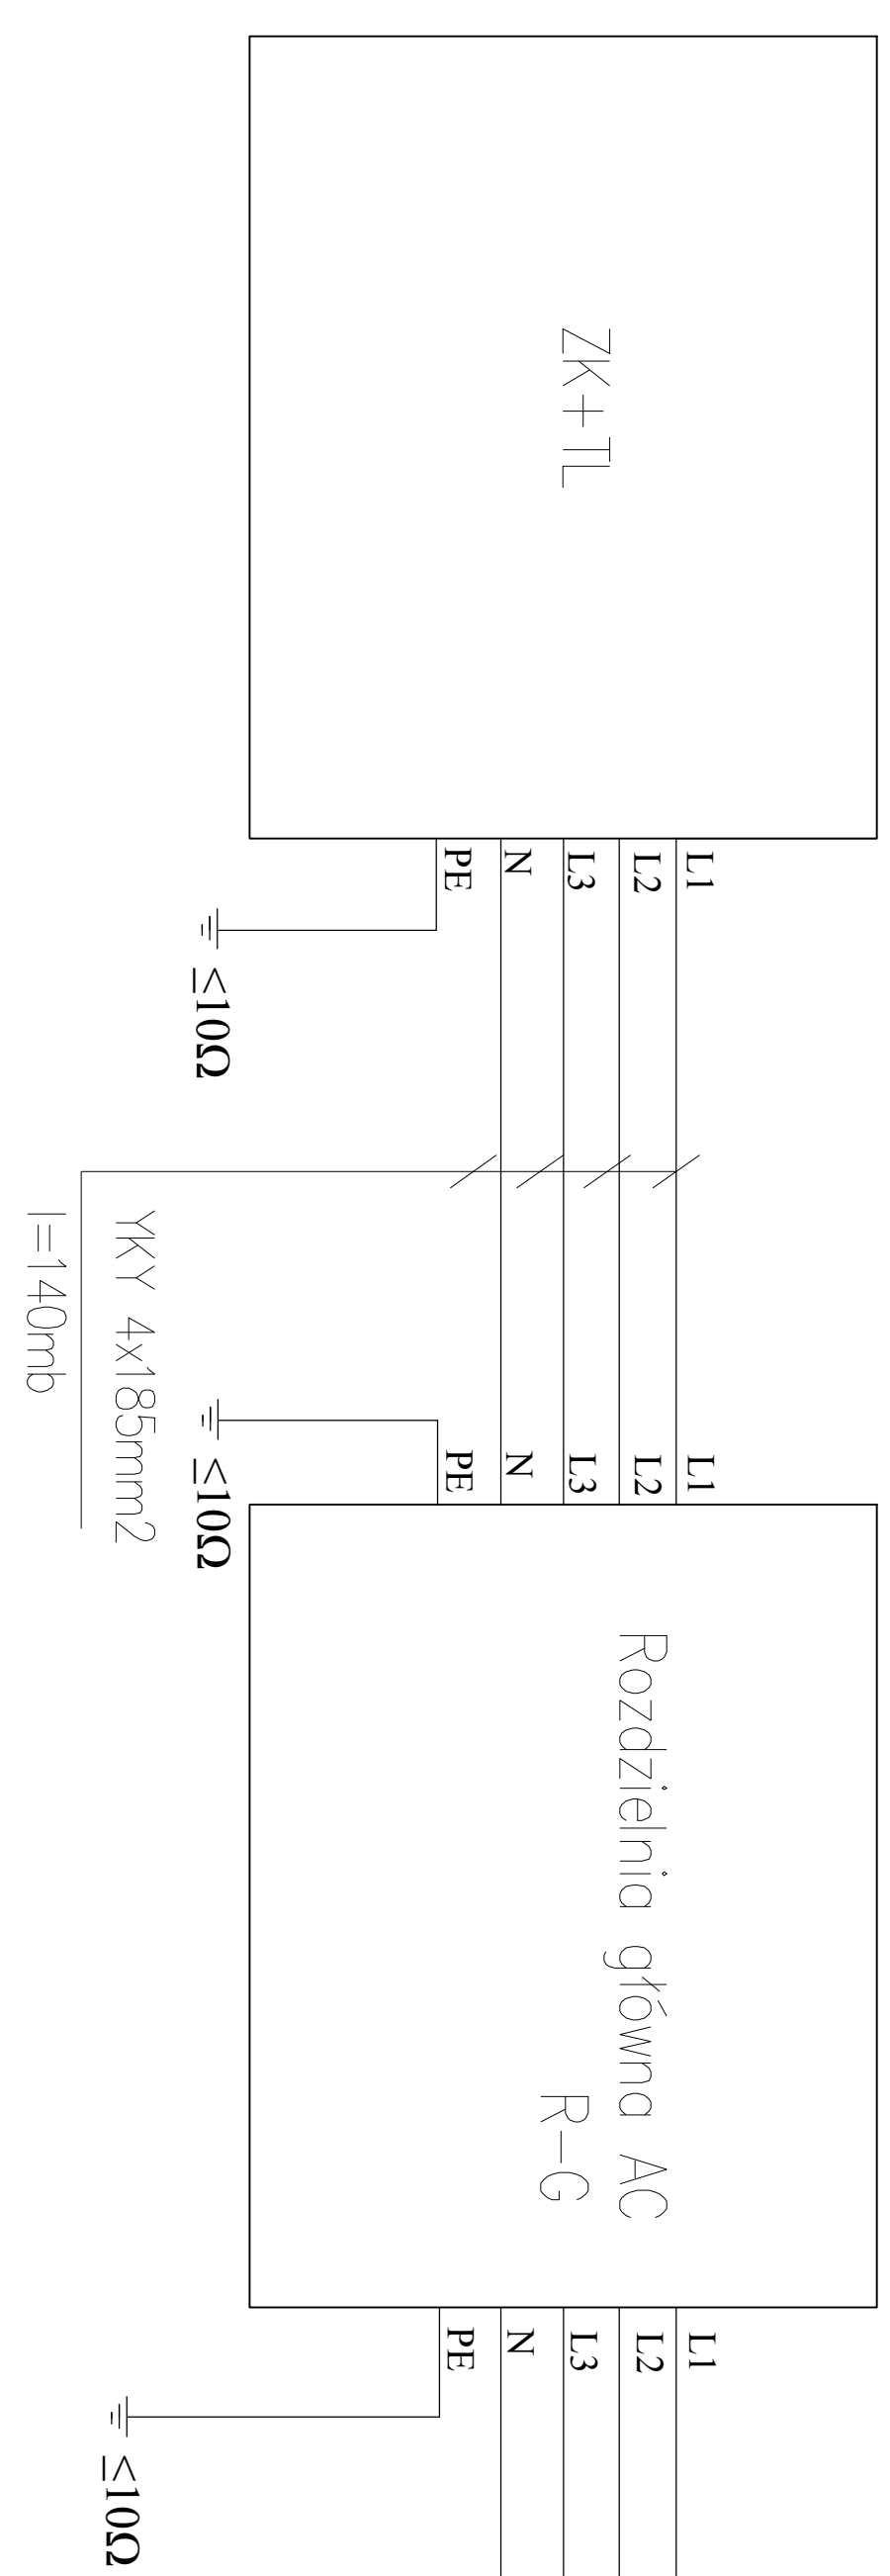 ZK+TL
L1
L2
L3
N
PE
≤10Ω
YKY 4x185mm2
l=140mb
L1
L2
L3
N
PE
≤10Ω
Rozdzielnia główna AC
R-G
L1
L2
L3
N
PE
≤10Ω